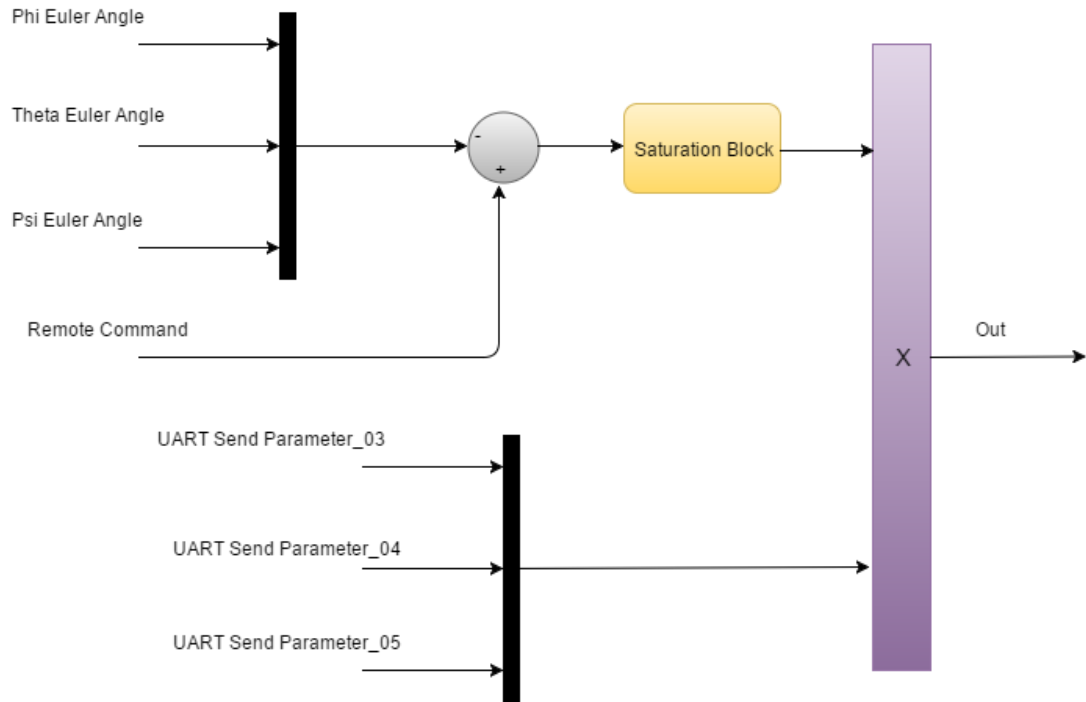 Phi Euler Angle
Theta Euler Angle
-
+
Saturation Block
Psi Euler Angle
Remote Command
Out
X
UART Send Parameter_03
UART Send Parameter_04
UART Send Parameter_05